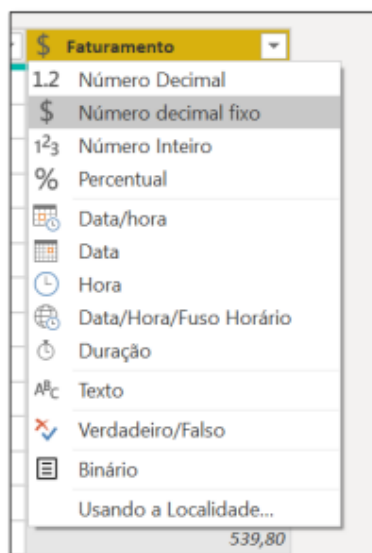 $ Faturamento
1.2 Número Decimal
$ Número decimal fixo
123 Número Inteiro
% Percentual
Data/hora
Data
Hora
Data/Hora/Fuso Horário
Duração
ABC Texto
Verdadeiro/Falso
Binário
Usando a Localidade...
539,80